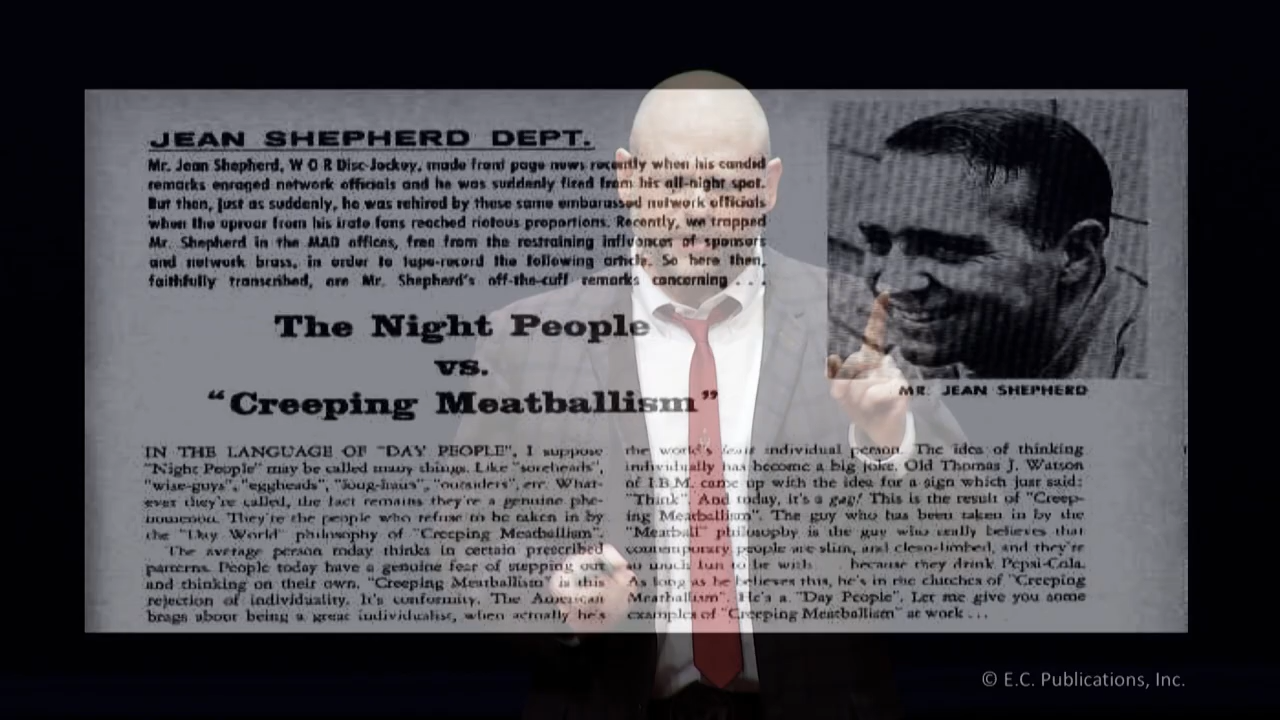 JEAN SHEPHERD DEPT.
Mr. Jean Shepherd, W O R Disc-Jockey, made front page news recently when his candid
remarks enraged network officials and he was suddenly fired from his all-night spot.
But then, just as suddenly, he was rehired by these same embarassed network officials
when the uproar from his irate fans reached riotous proportions. Recently, we trapped
Mr. Shepherd in the MAD offices, free from the restraining influences of sponsors
and network brass, in order to tape-record the following article. So here then,
faithfully transcribed, are Mr. Shepherd's off-the-cuff remarks concerning . . .
The Night People
vs.
“Creeping Meatballism”
MR. JEAN SHEPHERD
IN THE LANGUAGE OF "DAY PEOPLE", I suppose
"Night People" may be called many things. Like "soreheads",
"wise-guys", "eggheads", "long-hairs", "outsiders", etc. What-
ever they're called, the fact remains they're a genuine phe-
nomenon. They're the people who refuse to be taken in by
the "Day World" philosophy of "Creeping Meatballism".
The average person today thinks in certain prescribed
patterns. People today have a genuine fear of stepping out
and thinking on their own. "Creeping Meatballism" is this
rejection of individuality. It's conformity. The American
brags about being a great individualist, when actually he's
the world's least individual person. The idea of thinking
individually has become a big joke. Old Thomas J. Watson
of I.B.M. came up with the idea for a sign which just said:
"Think". And today, it's a gag! This is the result of "Creep-
ing Meatballism". The guy who has been taken in by the
"Meatball" philosophy is the guy who really believes that
contemporary people are slim, and clean-limbed, and they're
so much fun to be with . . . because they drink Pepsi-Cola.
As long as he believes this, he's in the clutches of "Creeping
Meatballism". He's a "Day People". Let me give you some
examples of "Creeping Meatballism" at work . . .
© E.C. Publications, Inc.